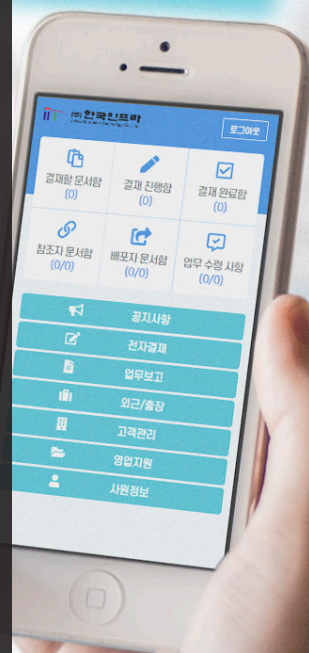 (주)한국인프라
로그아웃
결재할 문서함
(0)
결재 진행함
(0)
결재 완료함
(0)
참조자 문서함
(0/0)
배포자 문서함
(0/0)
업무 수령 사항
(0/0)
공지사항
전자결재
업무보고
외근/출장
고객관리
영업지원
사원정보